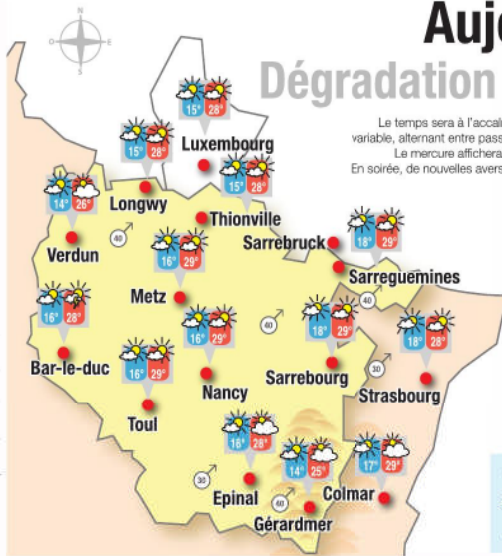 Aujo
Dégradation
Le temps sera à l'accal
variable, alternant entre pass
Le mercure affichera
En soirée, de nouvelles avers
N
O
E
S
15° 28°
Luxembourg
15° 28°
Longwy
15° 28°
Thionville
14° 26°
Verdun
40
18° 29°
Sarrebruck
Sarreguemines
40
16° 29°
Metz
16° 28°
Bar-le-duc
16° 29°
Nancy
40
18° 29°
Sarrebourg
18° 28°
Strasbourg
30
16° 29°
Toul
16° 28°
Epinal
30
14° 25°
Gérardmer
40
17° 29°
Colmar